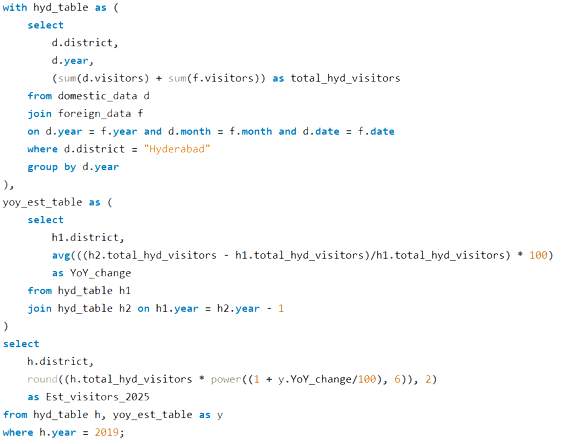 with hyd_table as (
    select
        d.district,
        d.year,
        (sum(d.visitors) + sum(f.visitors)) as total_hyd_visitors
    from domestic_data d
    join foreign_data f
    on d.year = f.year and d.month = f.month and d.date = f.date
    where d.district = "Hyderabad"
    group by d.year
),
yoy_est_table as (
    select
        h1.district,
        avg(((h2.total_hyd_visitors - h1.total_hyd_visitors)/h1.total_hyd_visitors) * 100)
        as YoY_change
    from hyd_table h1
    join hyd_table h2 on h1.year = h2.year - 1
)
select
    h.district,
    round((h.total_hyd_visitors * power((1 + y.YoY_change/100), 6)), 2)
    as Est_visitors_2025
from hyd_table h, yoy_est_table as y
where h.year = 2019;